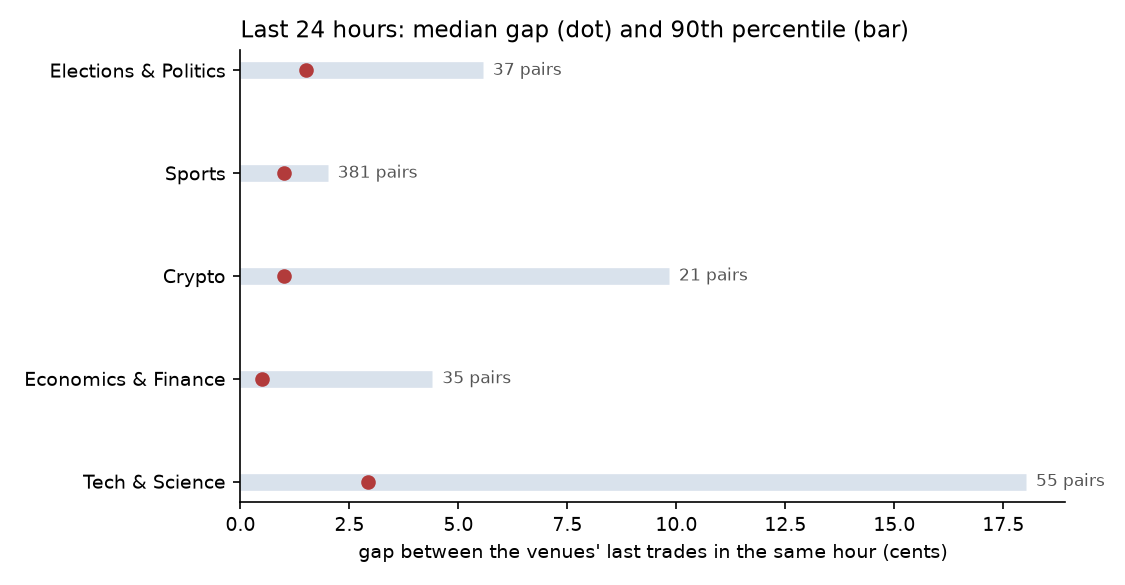 Last 24 hours: median gap (dot) and 90th percentile (bar)
Elections & Politics
37 pairs
Sports
381 pairs
Crypto
21 pairs
Economics & Finance
35 pairs
Tech & Science
55 pairs
0.0 2.5 5.0 7.5 10.0 12.5 15.0 17.5
gap between the venues' last trades in the same hour (cents)